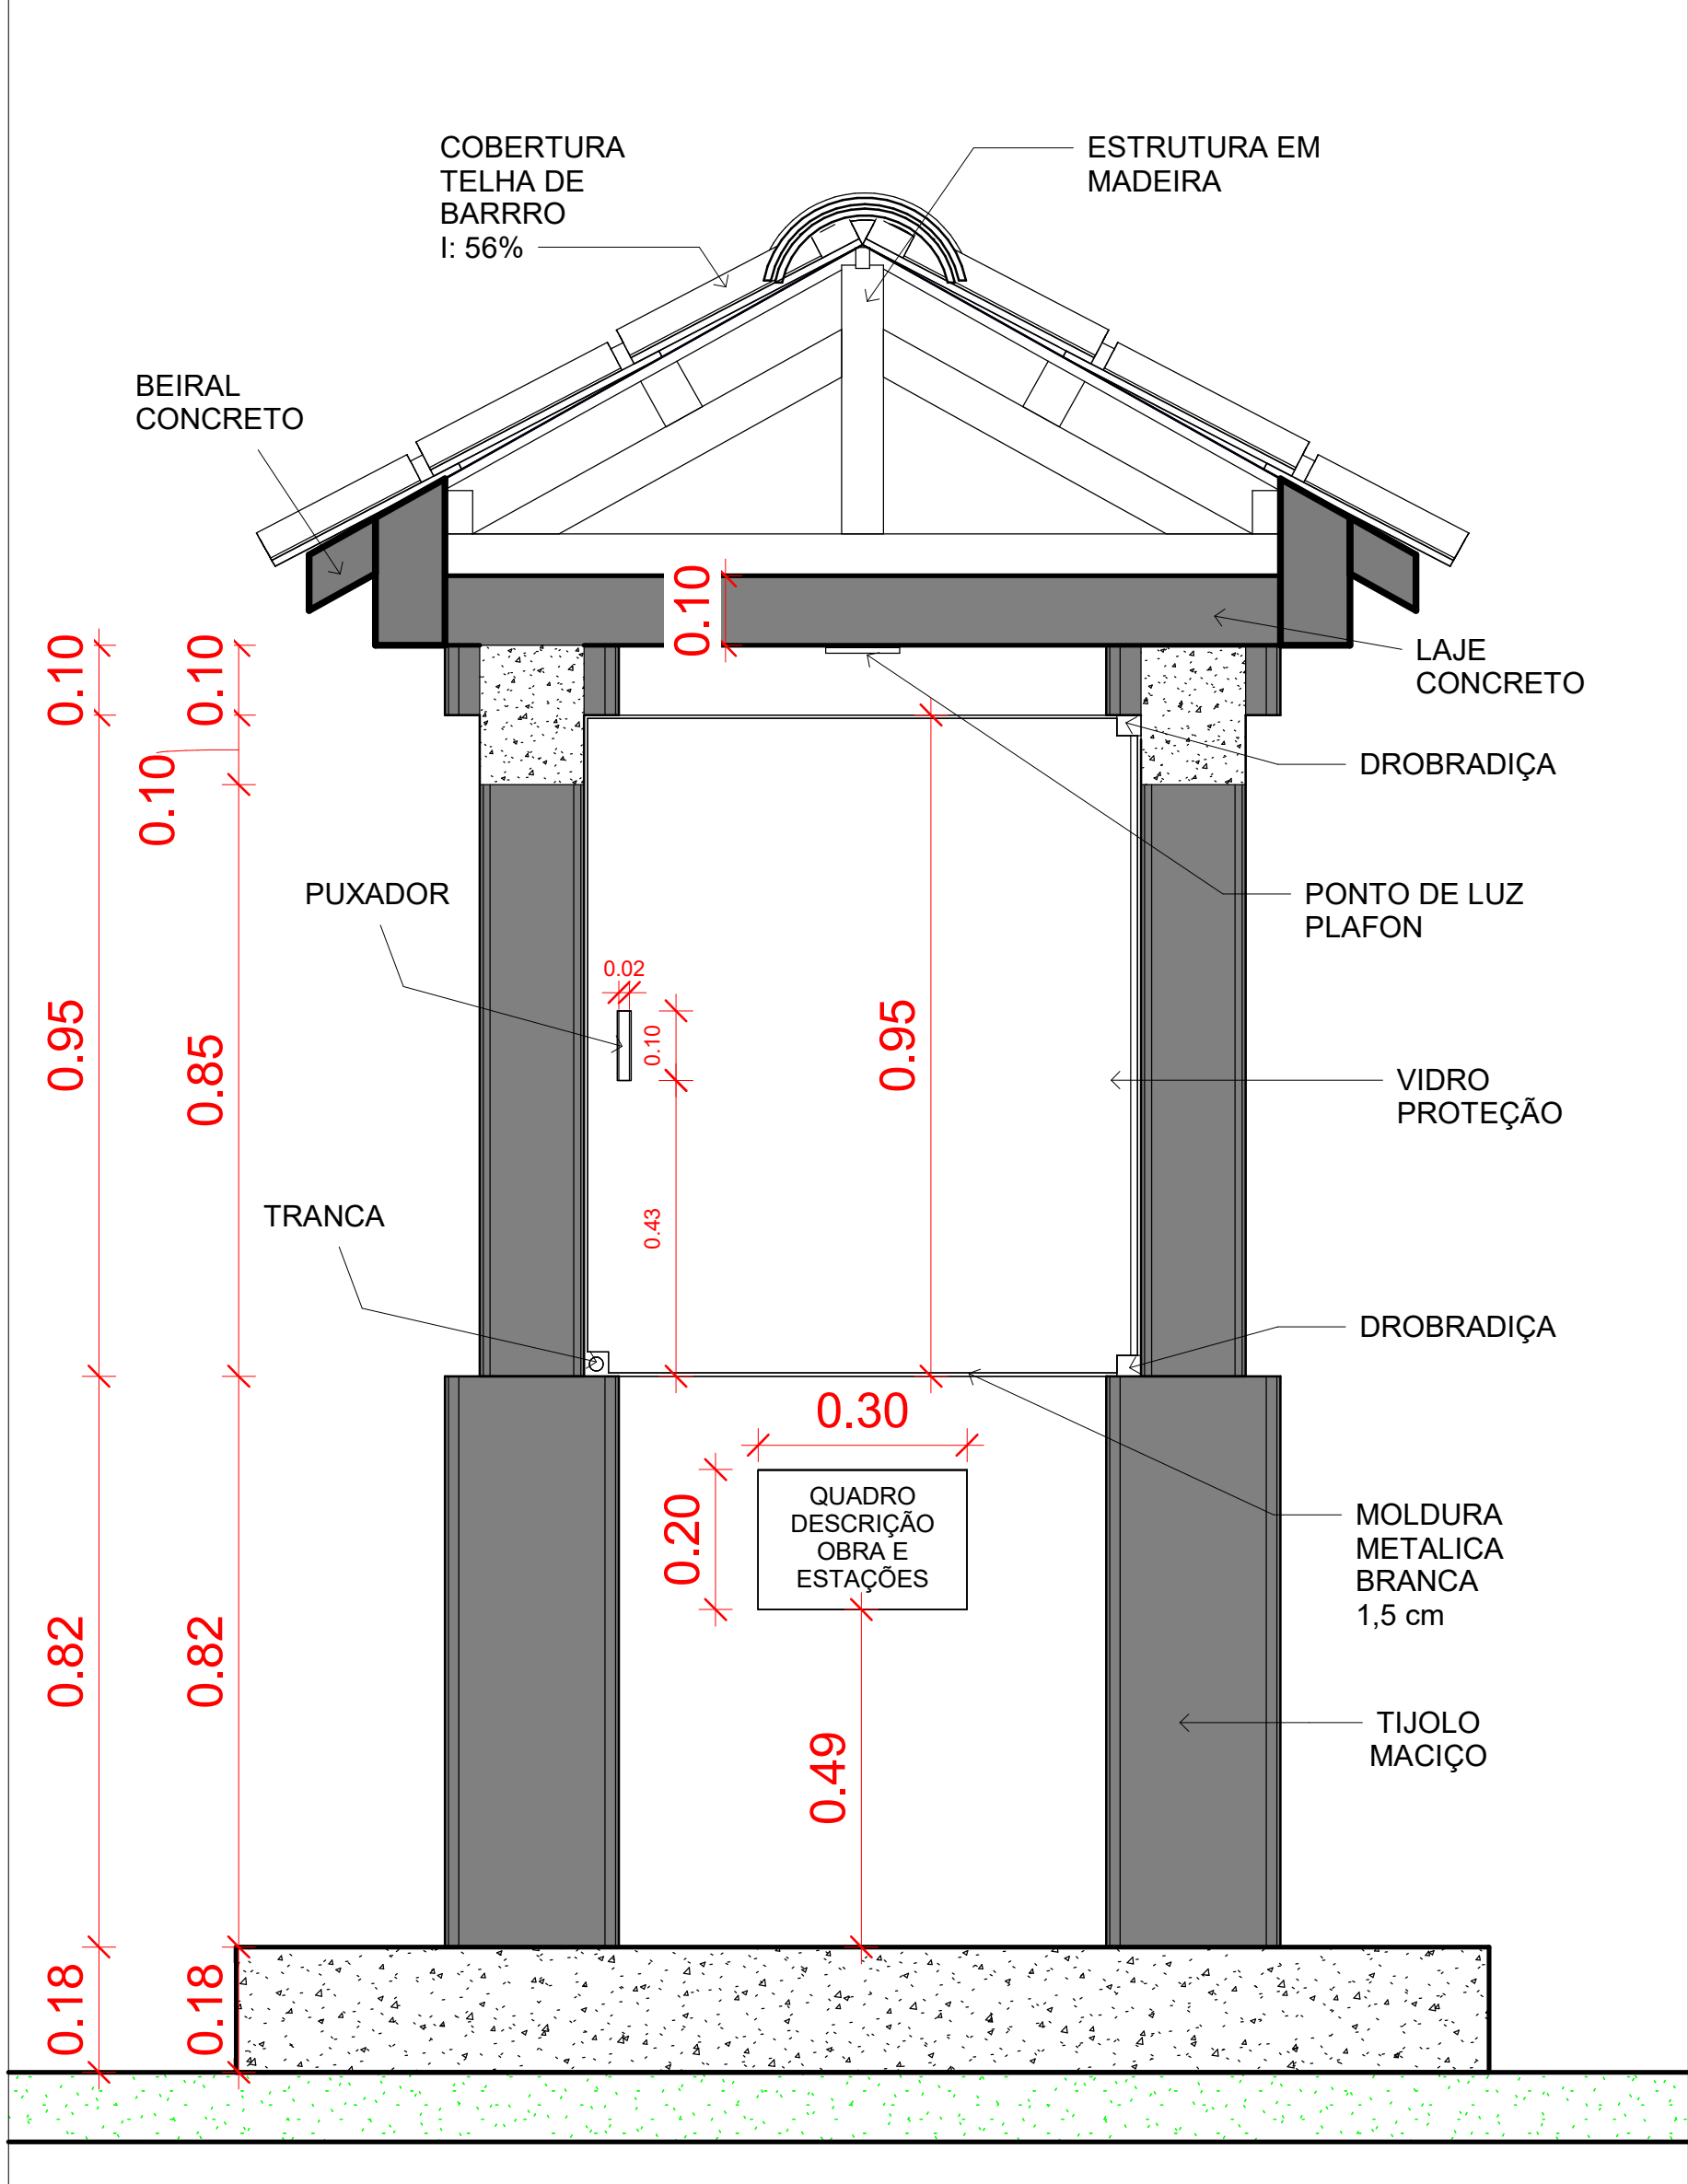 COBERTURA
TELHA DE
BARRRO
I: 56%
ESTRUTURA EM
MADEIRA
BEIRAL
CONCRETO
0.10
0.10
0.10
LAJE
CONCRETO
0.10
DROBRADIÇA
PUXADOR
PONTO DE LUZ
PLAFON
0.02
0.10
0.95
0.85
0.95
VIDRO
PROTEÇÃO
TRANCA
0.43
DROBRADIÇA
0.30
0.20
QUADRO
DESCRIÇÃO
OBRA E
ESTAÇÕES
MOLDURA
METALICA
BRANCA
1,5 cm
0.82
0.82
0.49
TIJOLO
MACIÇO
0.18
0.18